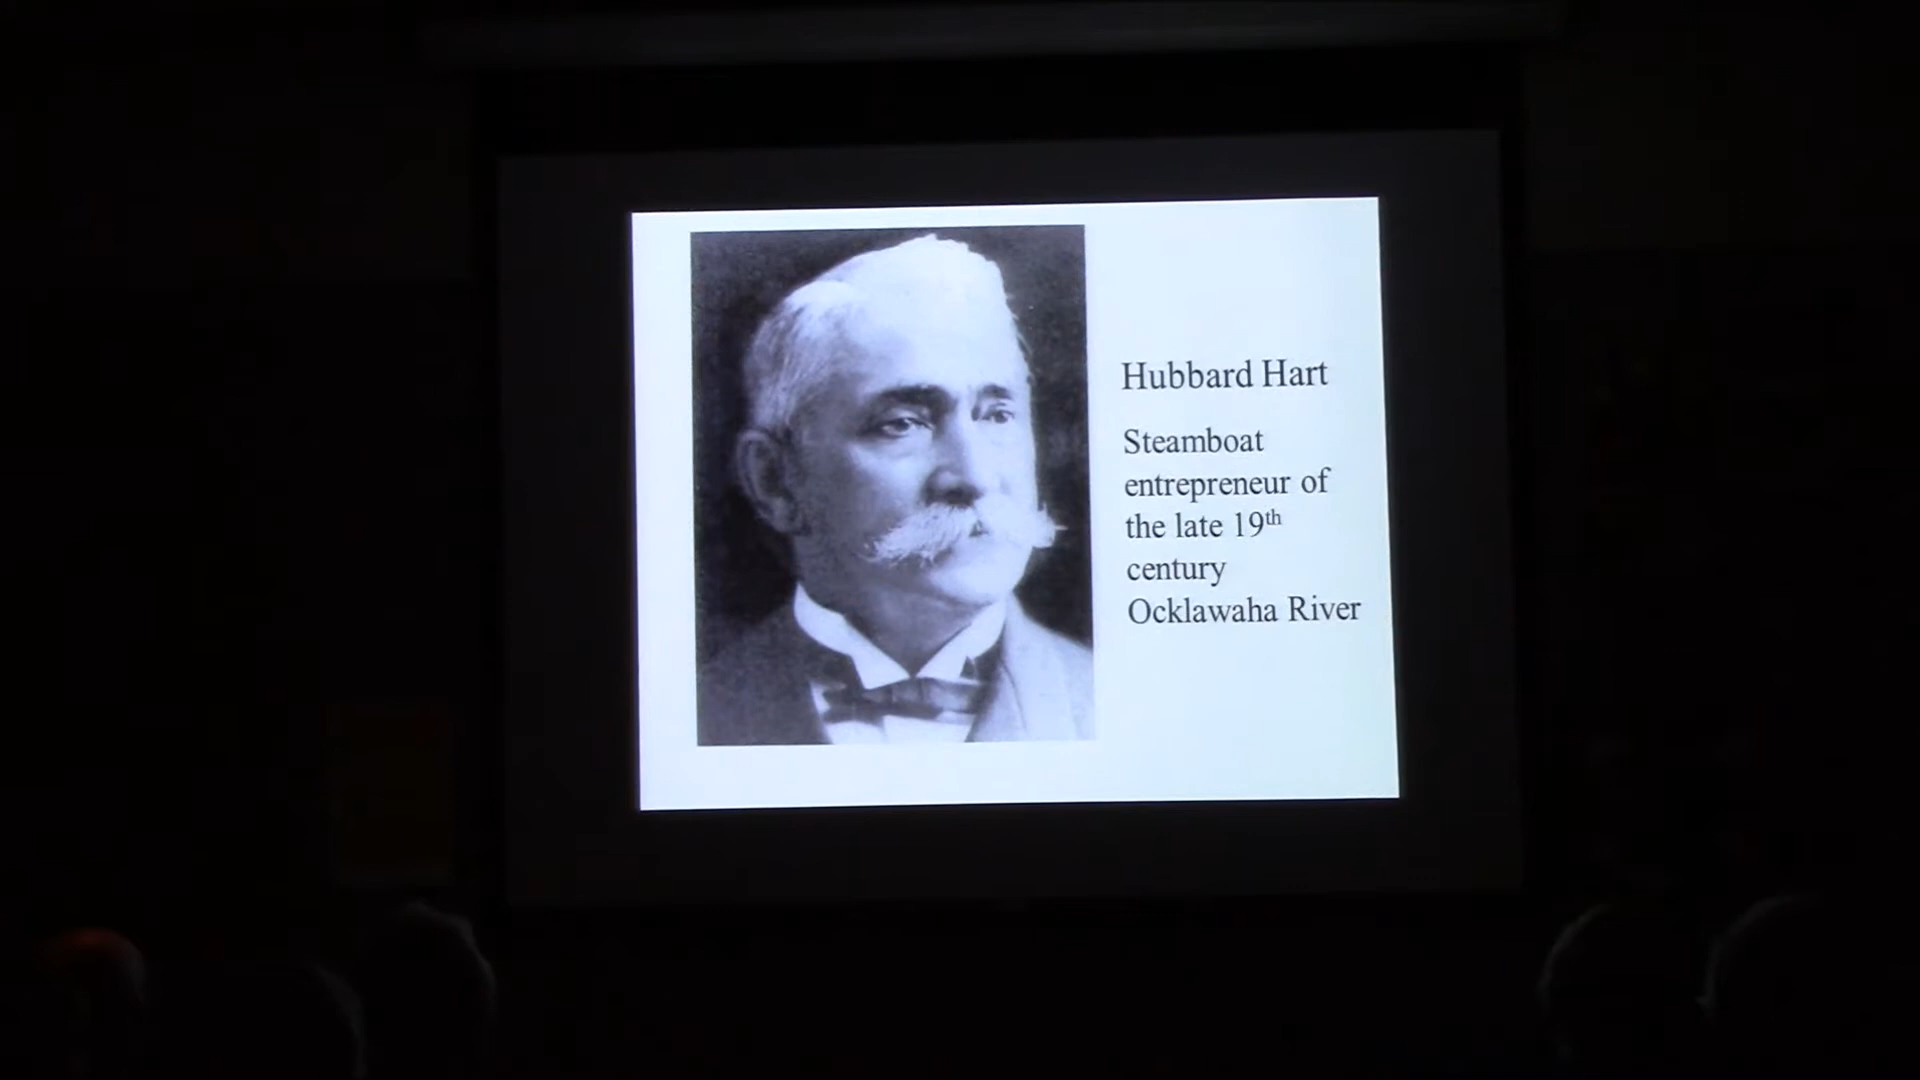 Hubbard Hart
Steamboat
entrepreneur of
the late 19th
century
Ocklawaha River